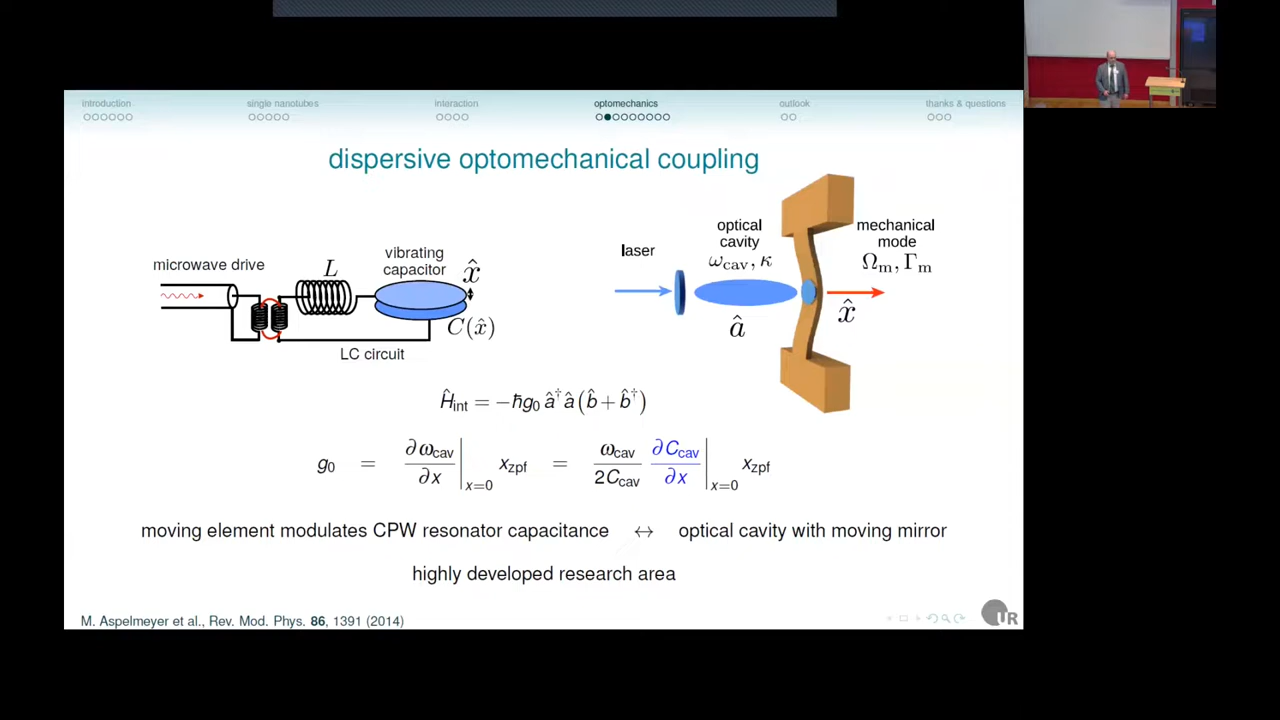 introduction
single nanotubes
interaction
optomechanics
outlook
thanks & questions
dispersive optomechanical coupling
microwave drive
L
vibrating
capacitor
x̂
C(x̂)
LC circuit
laser
optical
cavity
ω_cav, κ
â
mechanical
mode
Ω_m, Γ_m
x̂
Ĥ_int = −ħg₀ â†â(b̂ + b̂†)
g₀ = ∂ω_cav/∂x |_{x=0} x_zpf = ω_cav/2C_cav ∂C_cav/∂x |_{x=0} x_zpf
moving element modulates CPW resonator capacitance ↔ optical cavity with moving mirror
highly developed research area
M. Aspelmeyer et al., Rev. Mod. Phys. 86, 1391 (2014)
UR